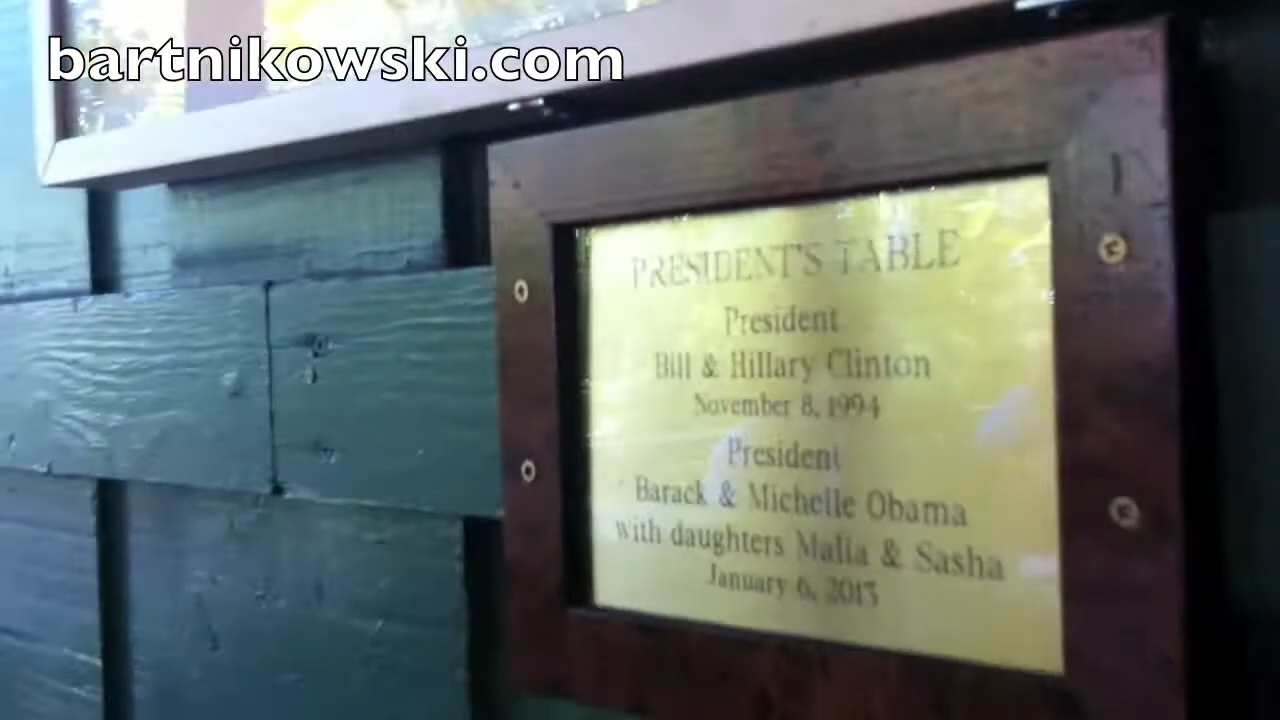 bartnikowski.com
PRESIDENT'S TABLE
President
Bill & Hillary Clinton
November 8, 1994
President
Barack & Michelle Obama
with daughters Malia & Sasha
January 6, 2013